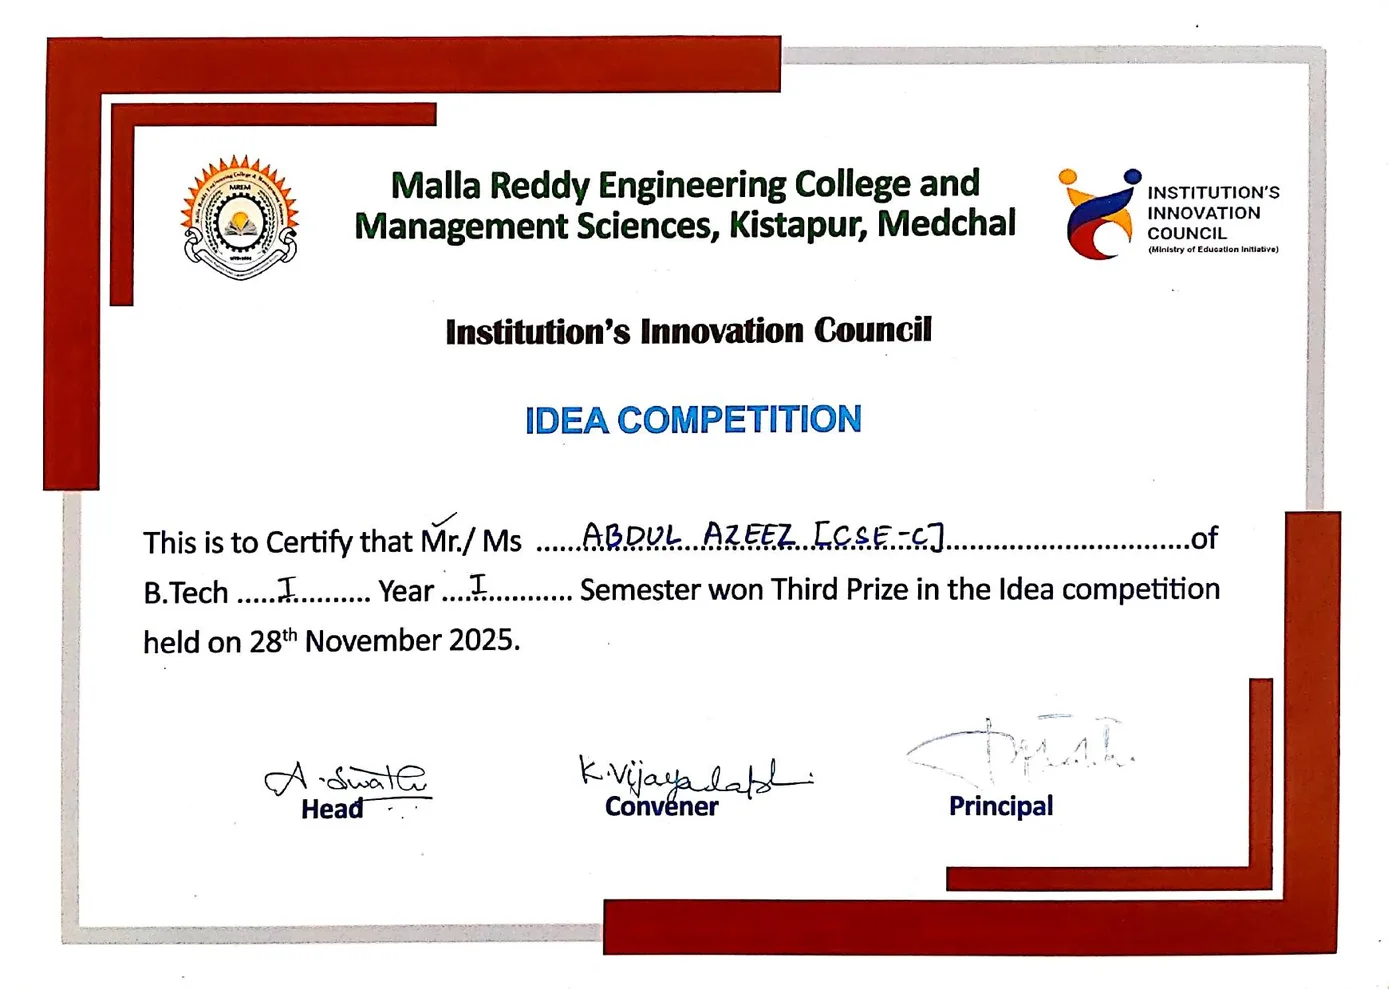 Malla Reddy Engineering College and
Management Sciences, Kistapur, Medchal
MREM
INSTITUTION'S
INNOVATION
COUNCIL
(Ministry of Education Initiative)
Institution's Innovation Council
IDEA COMPETITION
This is to Certify that Mr./ Ms ......ABDUL AZEEZ [CSE-C]...............................of
B.Tech .....I.......... Year ....I............ Semester won Third Prize in the Idea competition
held on 28th November 2025.
A. Swathi
K. Vijaya
Head
Convener
Principal